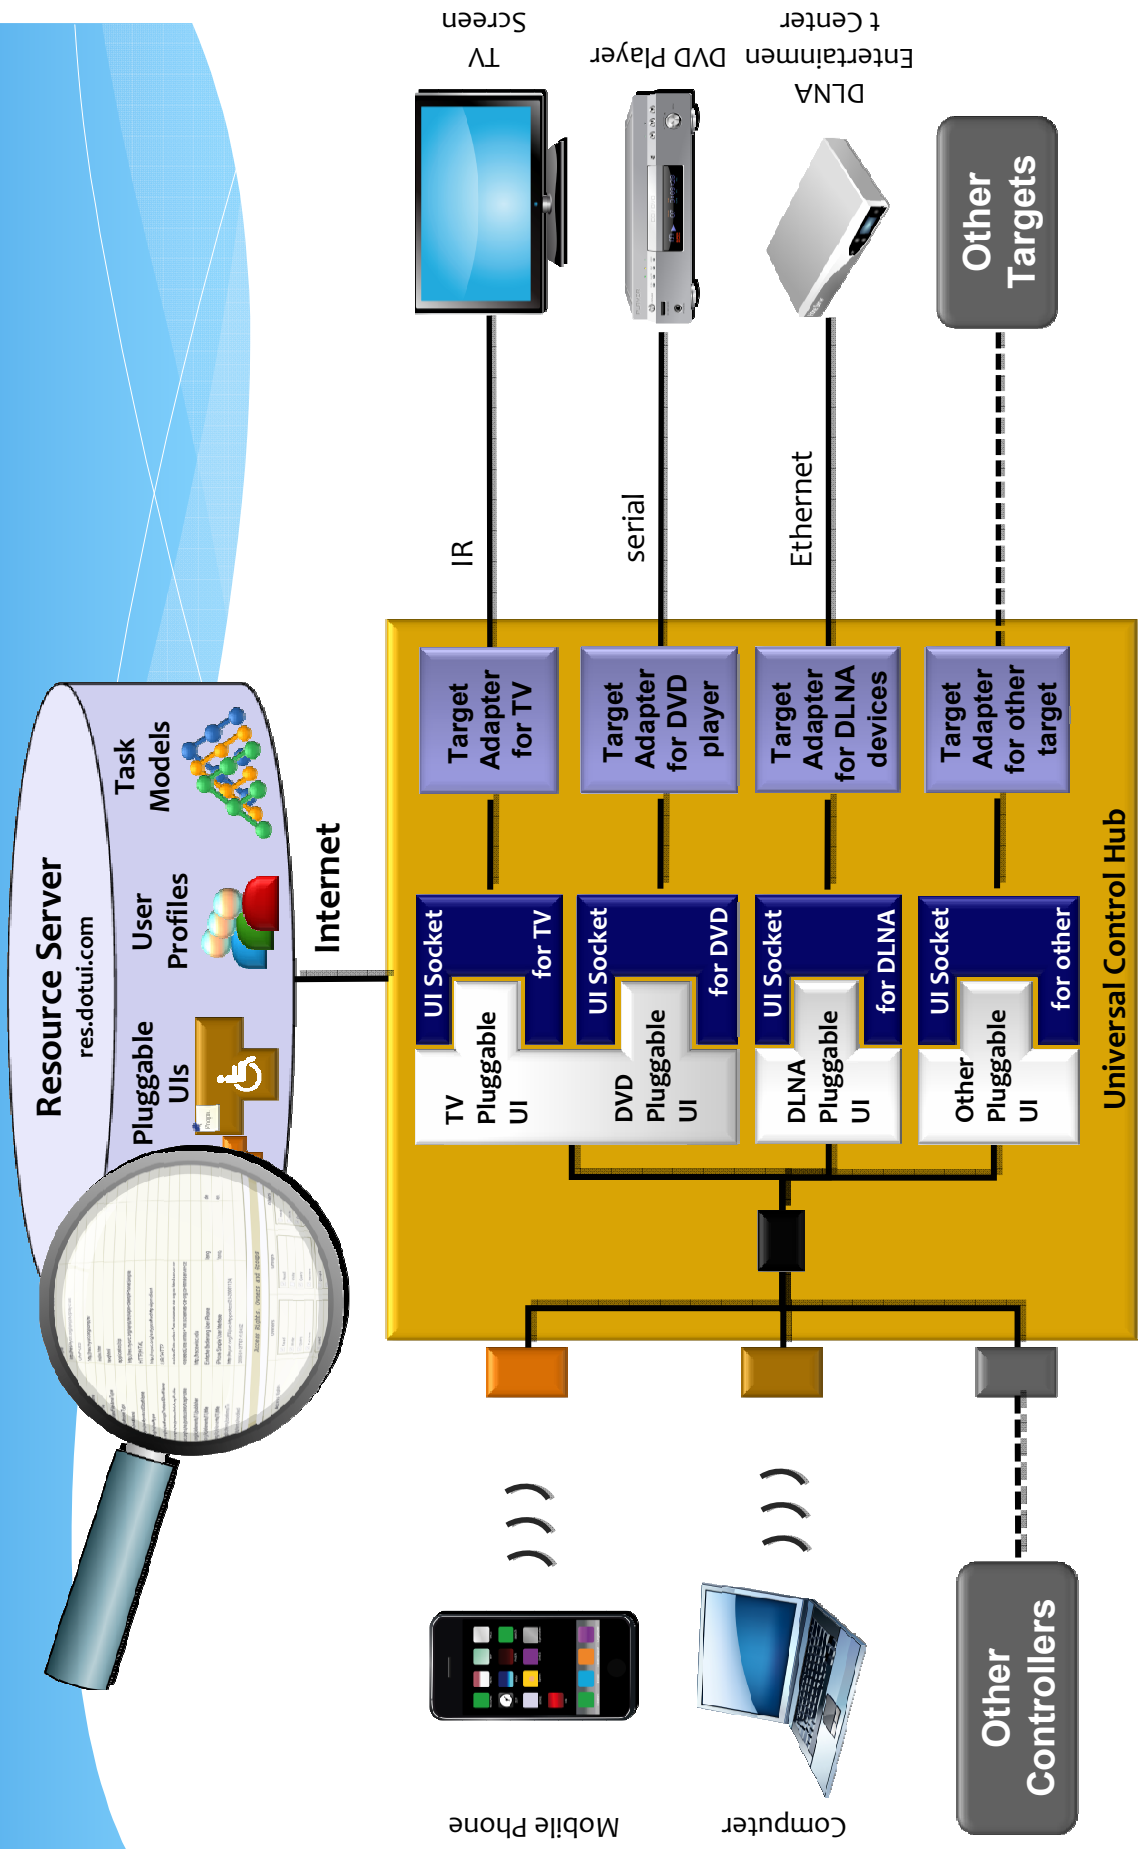 Resource Server
res.dotui.com
Pluggable
UIs
User
Profiles
Task
Models
Internet
Mobile Phone
Computer
Other
Controllers
TV
Pluggable
UI
DVD
Pluggable
UI
DLNA
Pluggable
UI
Other
Pluggable
UI
UI Socket
for TV
UI Socket
for DVD
UI Socket
for DLNA
UI Socket
for other
Target
Adapter
for TV
Target
Adapter
for DVD
player
Target
Adapter
for DLNA
devices
Target
Adapter
for other
target
Universal Control Hub
IR
serial
Ethernet
TV
Screen
DVD Player
DLNA
Entertainmen
t Center
Other
Targets